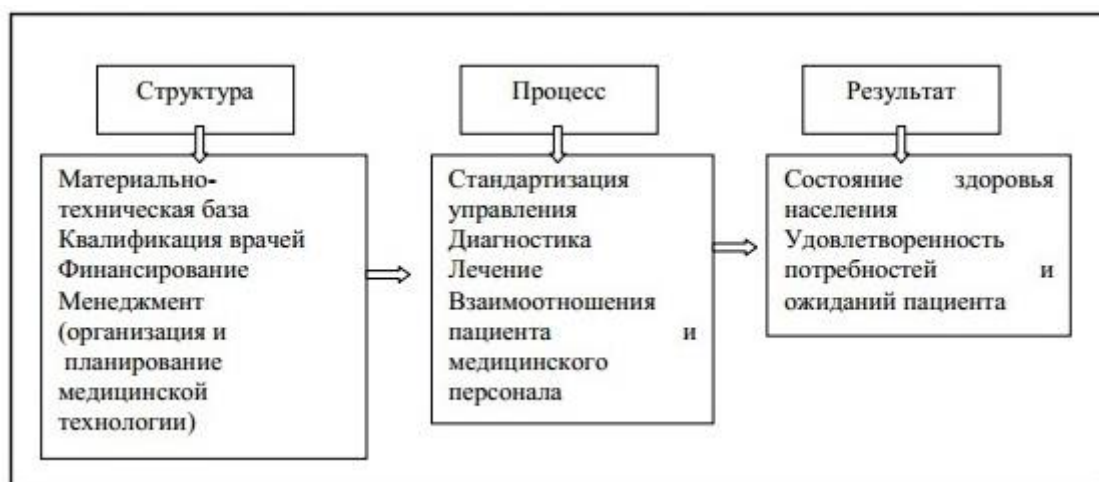 Структура
Материально-
техническая база
Квалификация врачей
Финансирование
Менеджмент
(организация и
планирование
медицинской
технологии)
Процесс
Стандартизация
управления
Диагностика
Лечение
Взаимоотношения
пациента и
медицинского
персонала
Результат
Состояние здоровья
населения
Удовлетворенность
потребностей и
ожиданий пациента